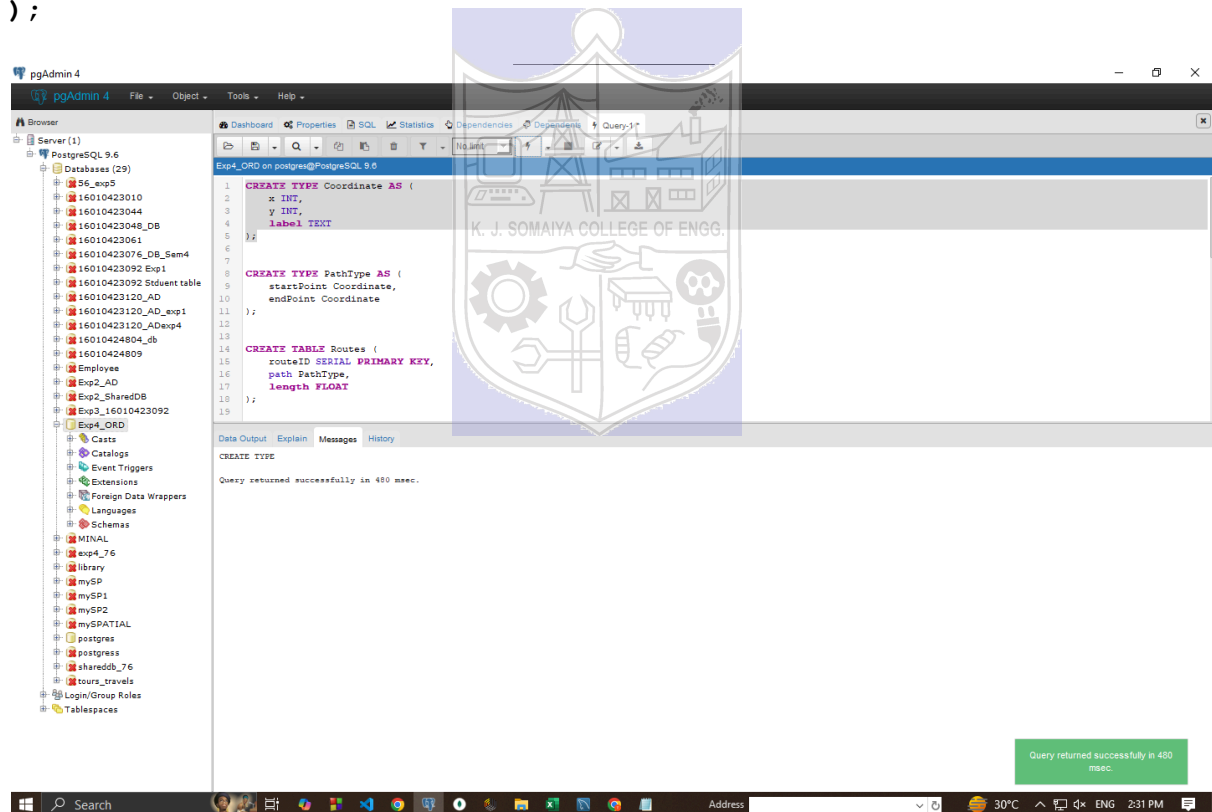 );
pgAdmin 4
pgAdmin 4 File Object Tools Help
Browser
Dashboard Properties SQL Statistics Dependencies Dependents Query-1 *
No limit
Exp4_ORD on postgres@PostgreSQL 9.6
Server (1)
PostgreSQL 9.6
Databases (29)
56_exp5
16010423010
16010423044
16010423048_DB
16010423061
16010423076_DB_Sem4
16010423092 Exp1
16010423092 Stduent table
16010423120_AD
16010423120_AD_exp1
16010423120_ADexp4
16010424804_db
16010424809
Employee
Exp2_AD
Exp2_SharedDB
Exp3_16010423092
Exp4_ORD
Casts
Catalogs
Event Triggers
Extensions
Foreign Data Wrappers
Languages
Schemas
MINAL
exp4_76
library
mySP
mySP1
mySP2
mySPATIAL
postgres
postgress
shareddb_76
tours_travels
Login/Group Roles
Tablespaces
1 CREATE TYPE Coordinate AS (
2 x INT,
3 y INT,
4 label TEXT
5 );
6
7
8 CREATE TYPE PathType AS (
9 startPoint Coordinate,
10 endPoint Coordinate
11 );
12
13
14 CREATE TABLE Routes (
15 routeID SERIAL PRIMARY KEY,
16 path PathType,
17 length FLOAT
18 );
19
K. J. SOMAIYA COLLEGE OF ENGG.
Data Output Explain Messages History
CREATE TYPE
Query returned successfully in 480 msec.
Query returned successfully in 480
msec.
Search
Address
30°C ENG 2:31 PM